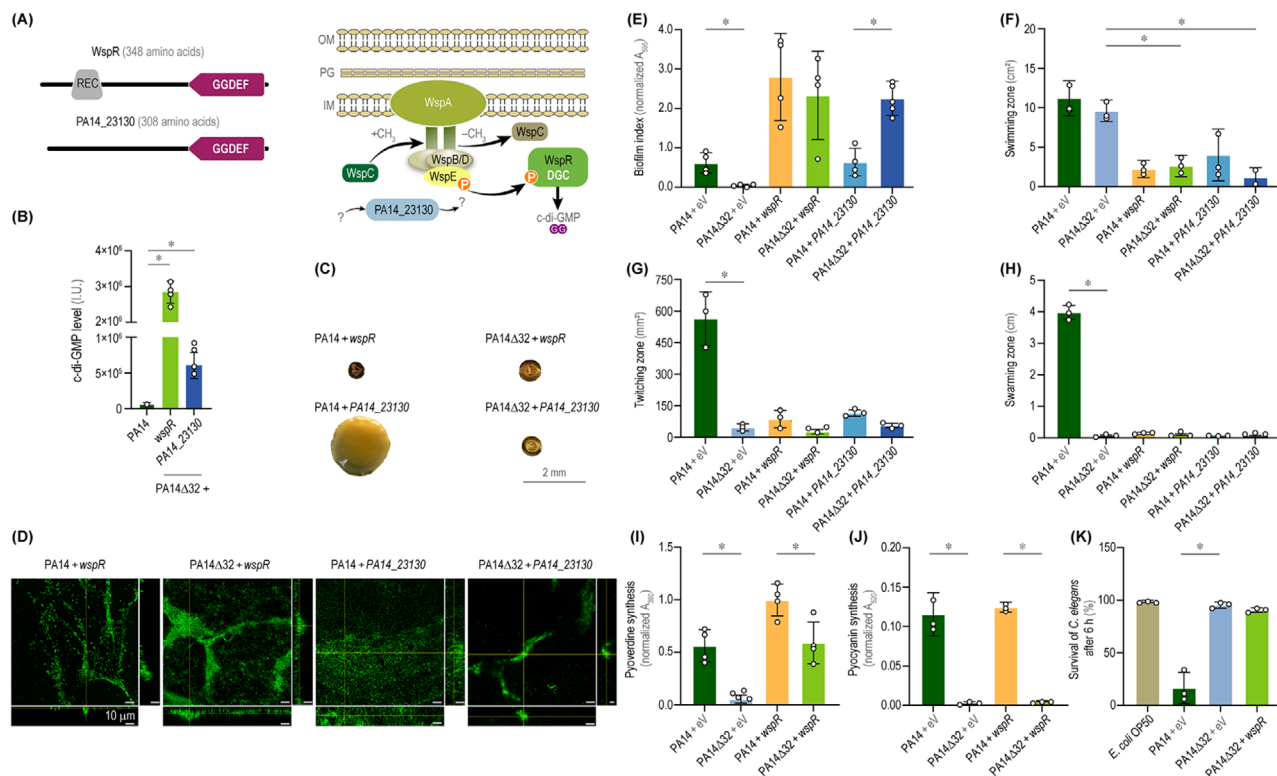 (A)
WspR (348 amino acids)
REC
GGDEF
PA14_23130 (308 amino acids)
GGDEF
OM
PG
IM
WspA
+CH3
–CH3
WspC
WspC
WspB/D
WspE
P
P
WspR
DGC
?
PA14_23130
?
c-di-GMP
GG
(B)
c-di-GMP level (I.U.)
4×10⁶
3×10⁶
2×10⁶
1×10⁶
5×10⁶
0
*
*
PA14
wspR
PA14_23130
PA14Δ32 +
(C)
PA14 + wspR
PA14Δ32 + wspR
PA14 + PA14_23130
PA14Δ32 + PA14_23130
2 mm
(D)
PA14 + wspR
PA14Δ32 + wspR
PA14 + PA14_23130
PA14Δ32 + PA14_23130
10 μm
(E)
Biofilm index (normalized A595)
4.0
3.0
2.0
1.0
0.0
*
*
PA14 + eV
PA14Δ32 + eV
PA14 + wspR
PA14Δ32 + wspR
PA14 + PA14_23130
PA14Δ32 + PA14_23130
(F)
Swimming zone
(cm²)
20
15
10
5
0
*
*
PA14 + eV
PA14Δ32 + eV
PA14 + wspR
PA14Δ32 + wspR
PA14 + PA14_23130
PA14Δ32 + PA14_23130
(G)
Twitching zone (mm²)
750
600
450
300
150
0
*
PA14 + eV
PA14Δ32 + eV
PA14 + wspR
PA14Δ32 + wspR
PA14 + PA14_23130
PA14Δ32 + PA14_23130
(H)
Swarming zone (cm)
5
4
3
2
1
0
*
PA14 + eV
PA14Δ32 + eV
PA14 + wspR
PA14Δ32 + wspR
PA14 + PA14_23130
PA14Δ32 + PA14_23130
(I)
Pyoverdine synthesis
(normalized A360)
1.5
1.0
0.5
0.0
*
*
PA14 + eV
PA14Δ32 + eV
PA14 + wspR
PA14Δ32 + wspR
(J)
Pyocyanin synthesis
(normalized A520)
0.20
0.15
0.10
0.05
0.00
*
*
PA14 + eV
PA14Δ32 + eV
PA14 + wspR
PA14Δ32 + wspR
(K)
Survival of C. elegans
after 6 h (%)
150
100
50
0
*
E. coli OP50
PA14 + eV
PA14Δ32 + eV
PA14Δ32 + wspR